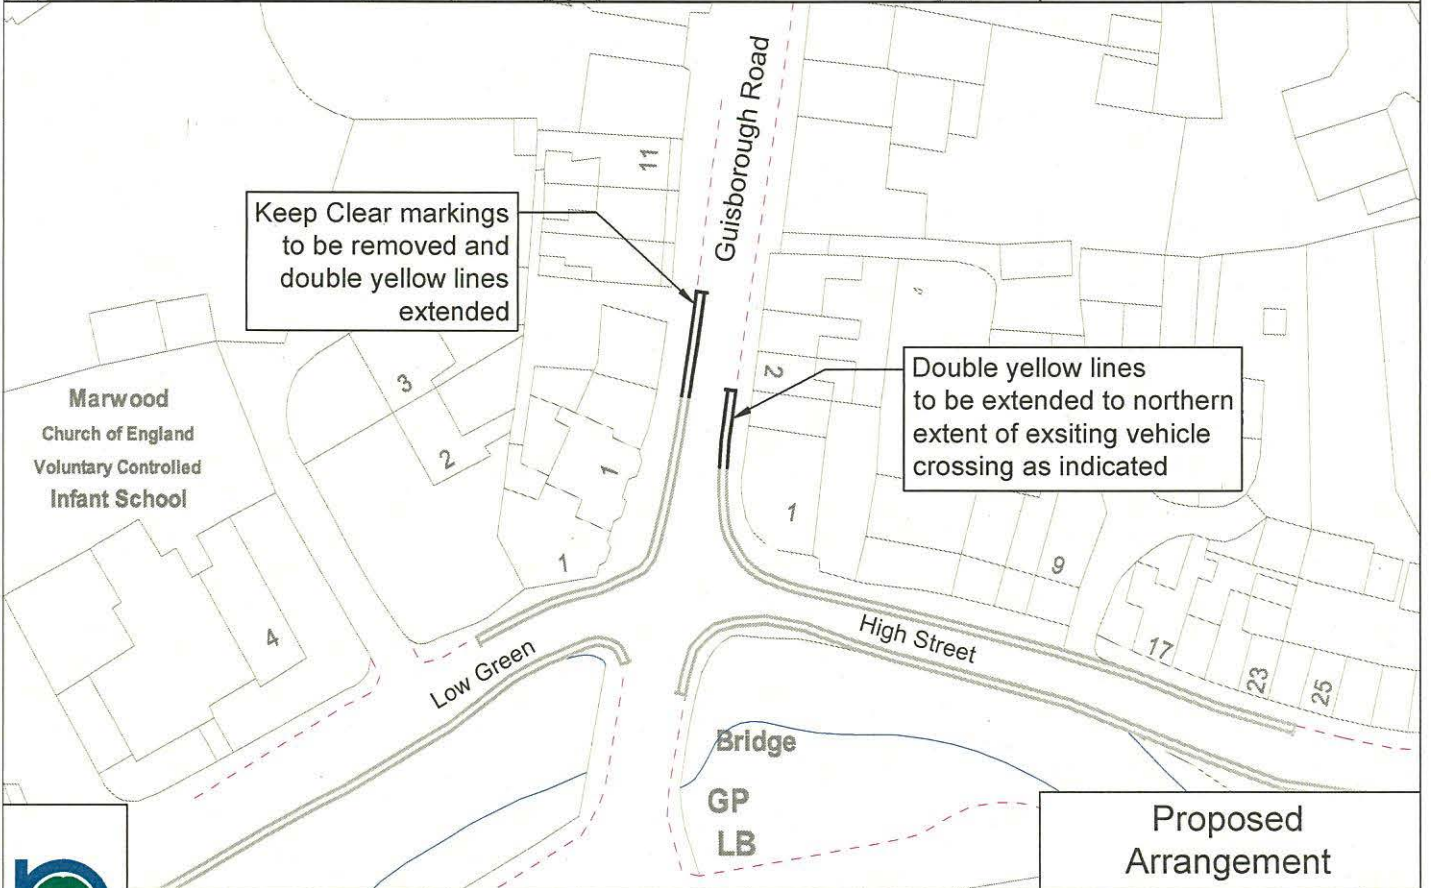 Guisborough Road
11
Keep Clear markings
to be removed and
double yellow lines
extended
Double yellow lines
to be extended to northern
extent of exsiting vehicle
crossing as indicated
Marwood
Church of England
Voluntary Controlled
Infant School
3
2
1
1
2
1
9
4
Low Green
High Street
17
23
25
Bridge
GP
LB
Proposed
Arrangement